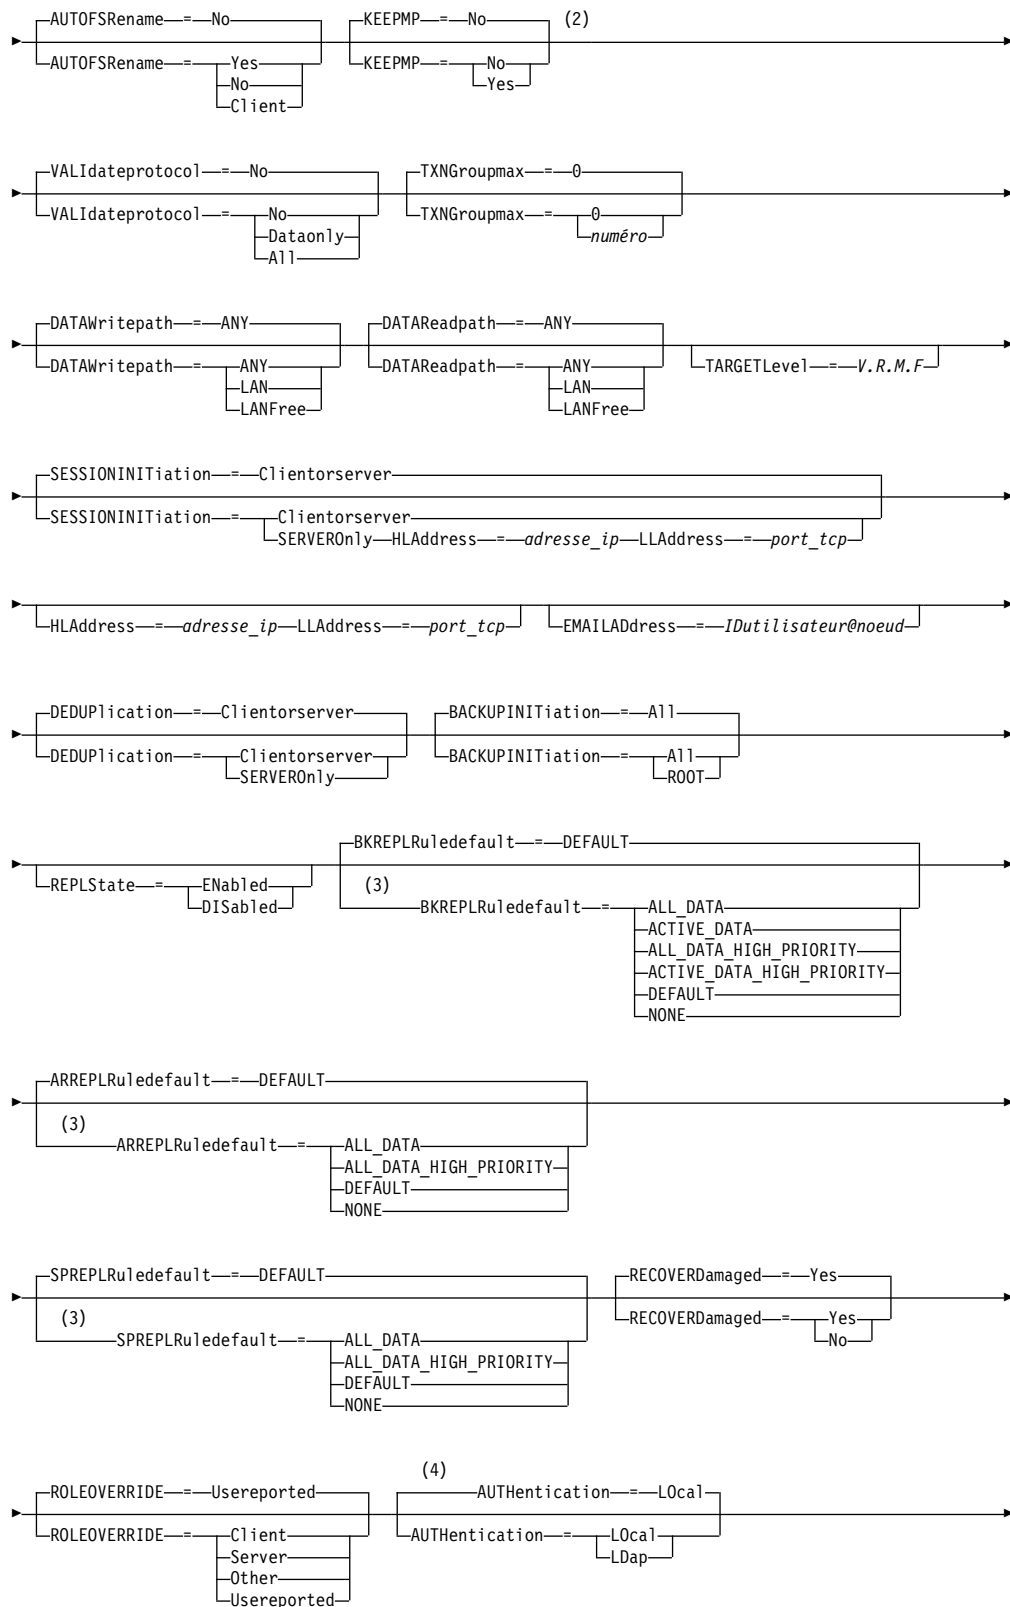 AUTOFSRename = No KEEPMP = No (2)
AUTOFSRename = Yes KEEPMP = No
No Yes
Client
VALIdateprotocol = No TXNGroupmax = 0
VALIdateprotocol = No TXNGroupmax = 0
Dataonly numéro
All
DATAWritepath = ANY DATAReadpath = ANY
DATAWritepath = ANY DATAReadpath = ANY TARGETLevel = V.R.M.F
LAN LAN
LANFree LANFree
SESSIONINITiation = Clientorserver
SESSIONINITiation = Clientorserver
SERVEROnly HLAddress = adresse_ip LLAddress = port_tcp
HLAddress = adresse_ip LLAddress = port_tcp EMAILADdress = IDutilisateur@noeud
DEDUPlication = Clientorserver BACKUPINITiation = All
DEDUPlication = Clientorserver BACKUPINITiation = All
SERVEROnly ROOT
BKREPLRuledefault = DEFAULT
REPLState = ENabled (3)
DISabled BKREPLRuledefault = ALL_DATA
ACTIVE_DATA
ALL_DATA_HIGH_PRIORITY
ACTIVE_DATA_HIGH_PRIORITY
DEFAULT
NONE
ARREPLRuledefault = DEFAULT
(3)
ARREPLRuledefault = ALL_DATA
ALL_DATA_HIGH_PRIORITY
DEFAULT
NONE
SPREPLRuledefault = DEFAULT RECOVERDamaged = Yes
(3) RECOVERDamaged = Yes
SPREPLRuledefault = ALL_DATA No
ALL_DATA_HIGH_PRIORITY
DEFAULT
NONE
(4)
ROLEOVERRIDE = Usereported AUTHentication = LOcal
ROLEOVERRIDE = Client AUTHentication = LOcal
Server LDap
Other
Usereported